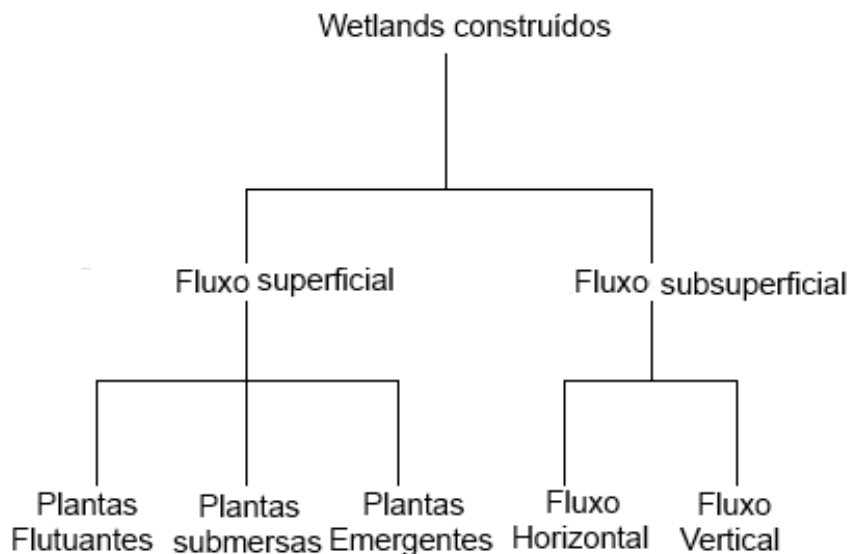 Wetlands construídos
Fluxo superficial
Fluxo subsuperficial
Plantas
Flutuantes
Plantas
submersas
Plantas
Emergentes
Fluxo
Horizontal
Fluxo
Vertical